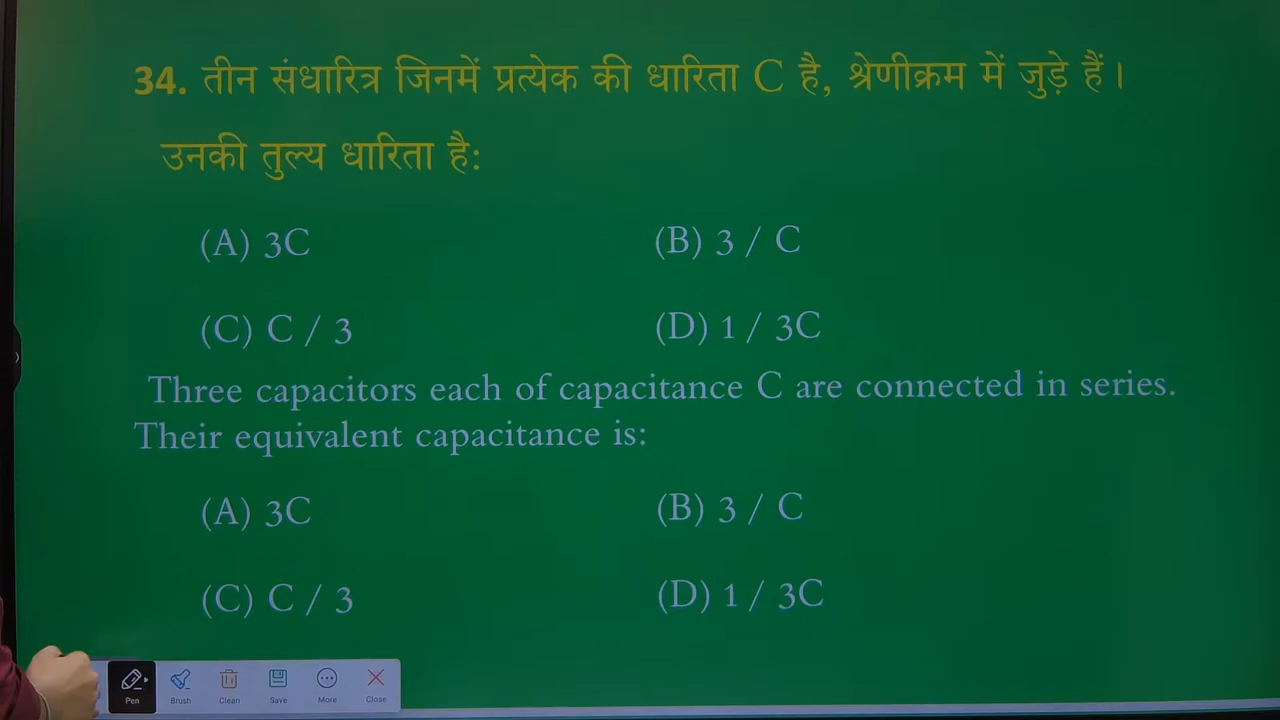 34. तीन संधारित्र जिनमें प्रत्येक की धारिता C है, श्रेणीक्रम में जुड़े हैं।
उनकी तुल्य धारिता है:
(A) 3C (B) 3 / C
(C) C / 3 (D) 1 / 3C
Three capacitors each of capacitance C are connected in series.
Their equivalent capacitance is:
(A) 3C (B) 3 / C
(C) C / 3 (D) 1 / 3C
Pen Brush Clean Save More Close